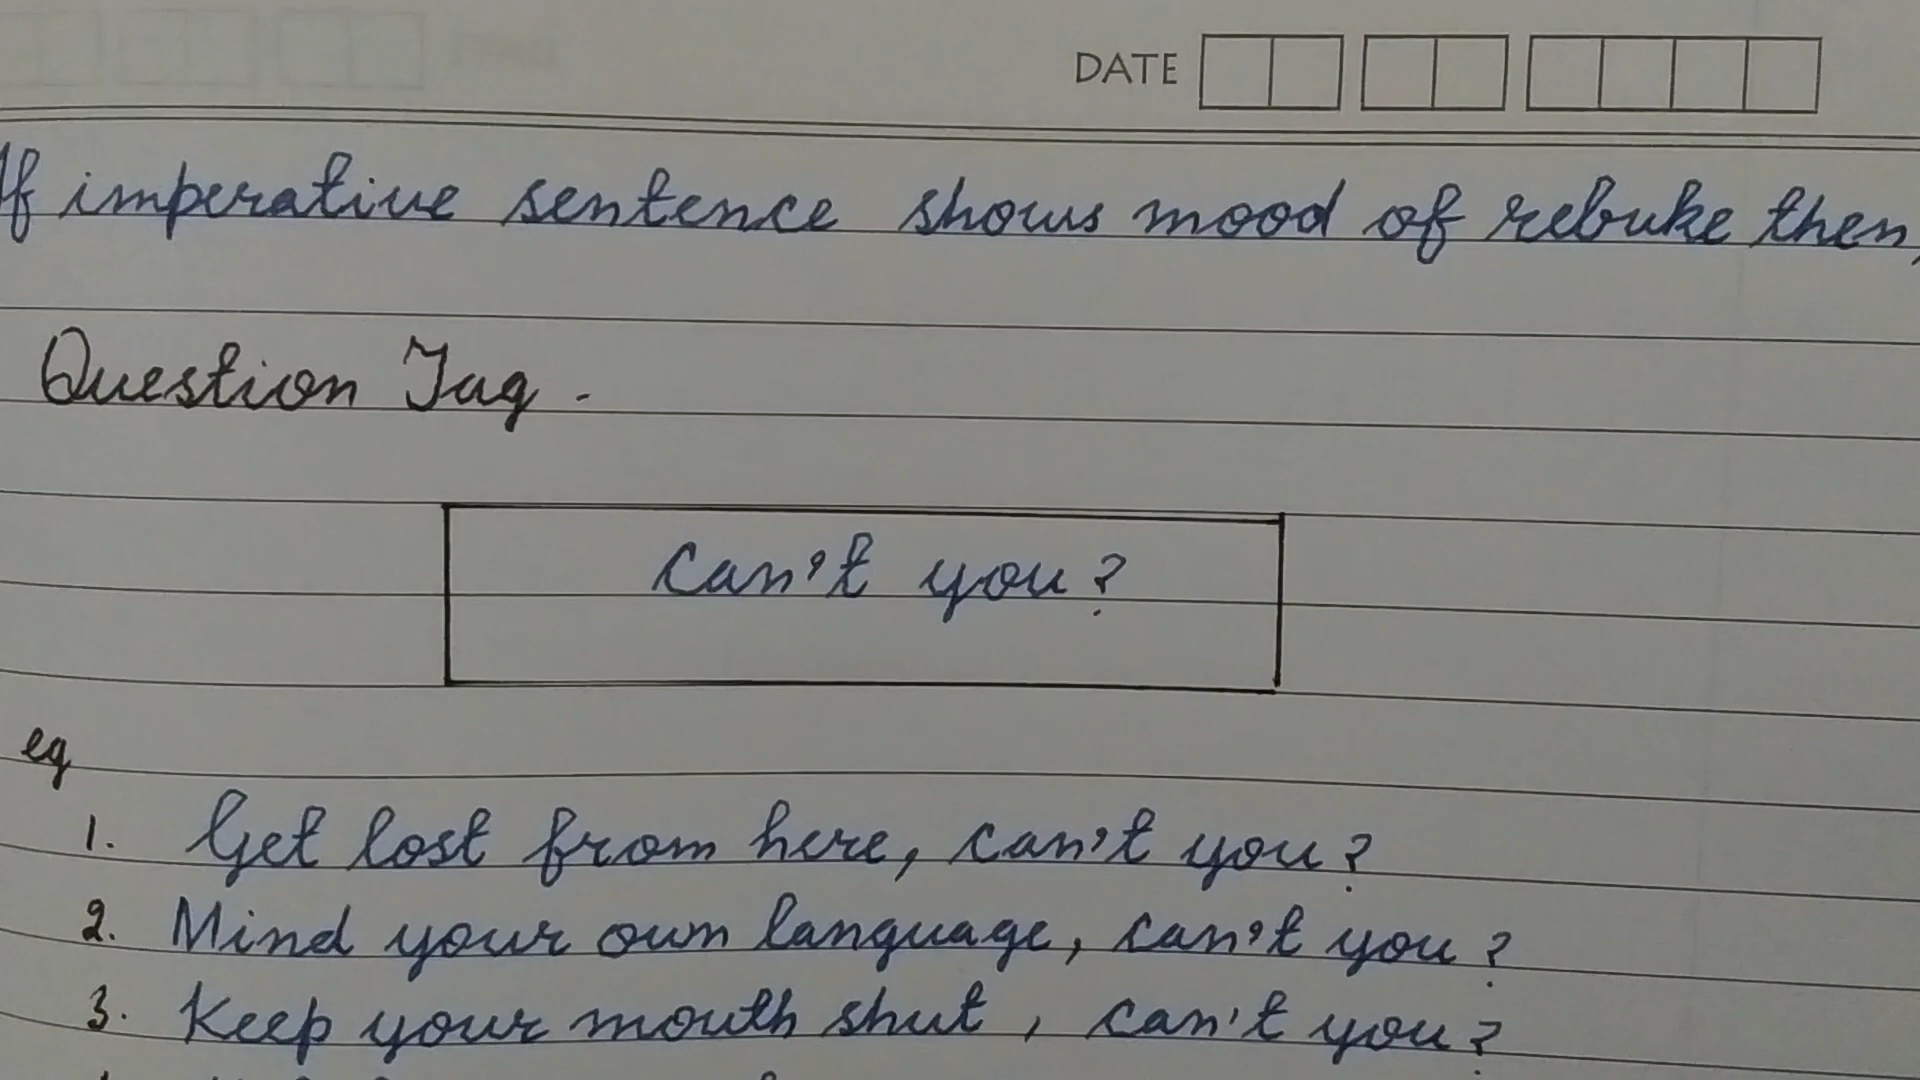 DATE
If imperative sentence shows mood of rebuke then,
Question Tag -
can't you?
eg
1. Get lost from here, can't you?
2. Mind your own language, can't you?
3. Keep your mouth shut, can't you?